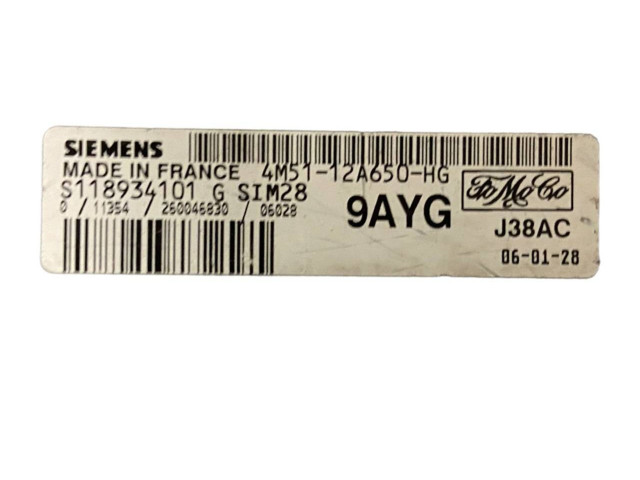 SIEMENS
MADE IN FRANCE 4M51-12A650-HG
S118934101 G SIM28
0 / 11354 / 260046830 / 06028
9AYG
FoMoCo
J38AC
06-01-28